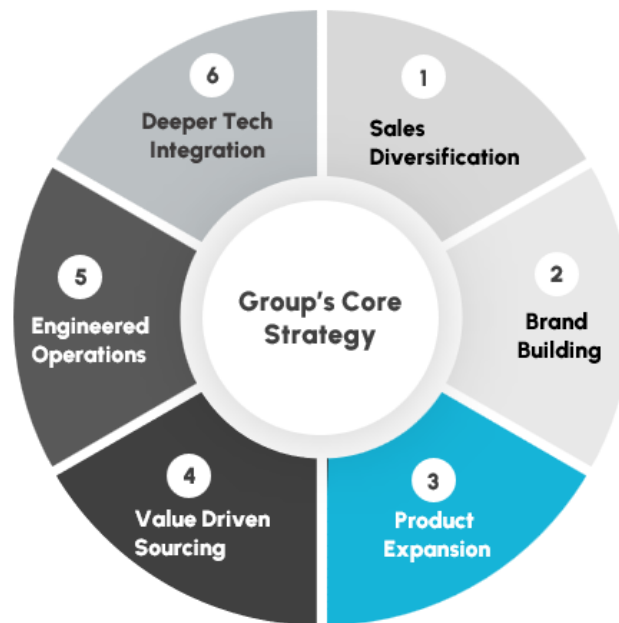 Group's Core
Strategy
1
Sales
Diversification
2
Brand
Building
3
Product
Expansion
4
Value Driven
Sourcing
5
Engineered
Operations
6
Deeper Tech
Integration